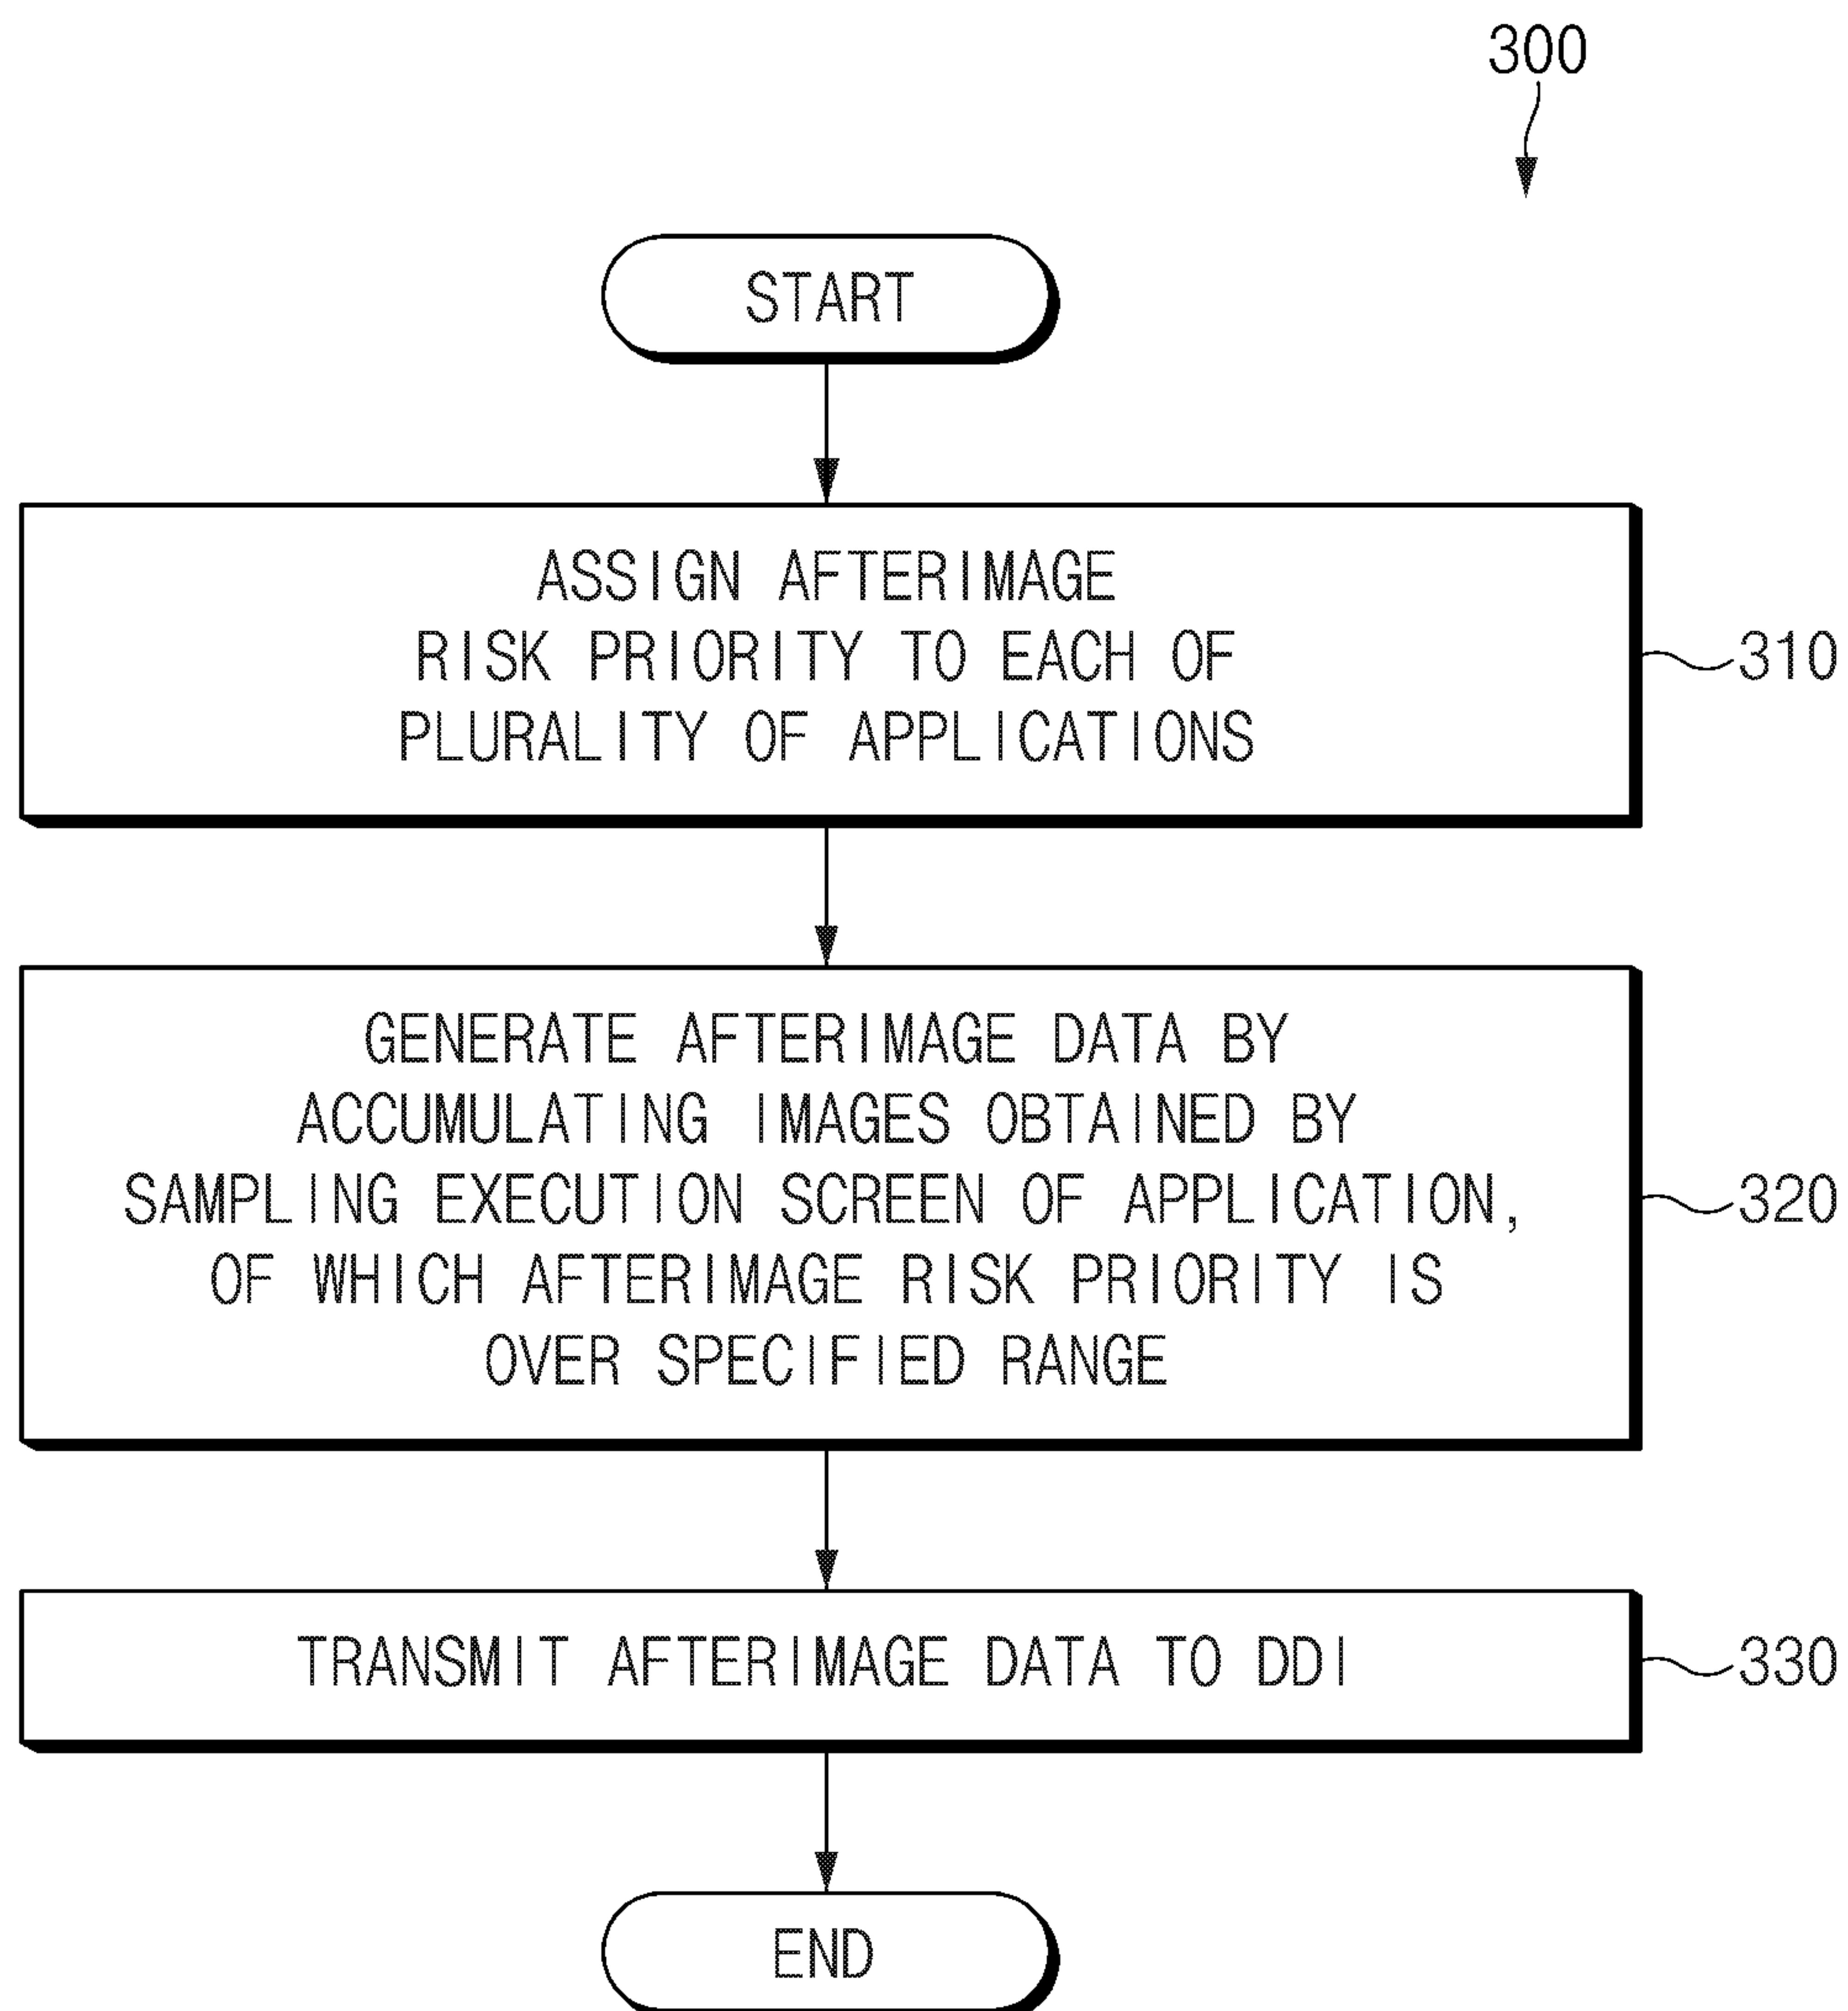 300
START
ASSIGN AFTERIMAGE
RISK PRIORITY TO EACH OF
PLURALITY OF APPLICATIONS
310
GENERATE AFTERIMAGE DATA BY
ACCUMULATING IMAGES OBTAINED BY
SAMPLING EXECUTION SCREEN OF APPLICATION,
OF WHICH AFTERIMAGE RISK PRIORITY IS
OVER SPECIFIED RANGE
320
TRANSMIT AFTERIMAGE DATA TO DDI
330
END